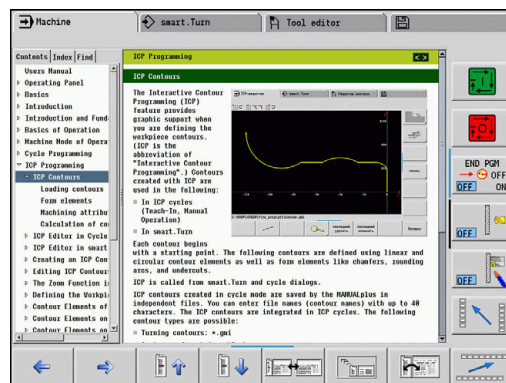 Machine
smart.Turn
Tool editor
Contents Index Find
Users Manual
Operating Panel
Basics
Introduction
Introduction and Fund
Basics of Operation
Machine Mode of Opera
Cycle Programming
ICP Programming
ICP Contours
Loading contours
Form elements
Machining attribu
Calculation of co
ICP Editor in Cycle
ICP Editor in smart
Creating an ICP Con
Editing ICP Contour
The Zoom Function i
Defining the Workpi
Contour Elements of
Contour Elements on
Contour Elements on
ICP Programming
ICP Contours
The Interactive Contour
Programming (ICP)
feature provides
graphic support when
you are defining the
workpiece contours.
(ICP is the
abbreviation of
"Interactive Contour
Programming".) Contours
created with ICP are
used in the following:
In ICP cycles
(Teach-In, Manual
Operation)
In smart.Turn
Each contour begins
with a starting point. The following contours are defined using linear and
circular contour elements as well as form elements like chamfers, rounding
arcs, and undercuts.
ICP is called from smart.Turn and cycle dialogs.
ICP contours created in cycle mode are saved by the MANUALplus in
independent files. You can enter file names (contour names) with up to 40
characters. The ICP contours are integrated in ICP cycles. The following
contour types are possible:
Turning contours: *.gmi
END PGM
OFF
OFF ON
OFF
OFF